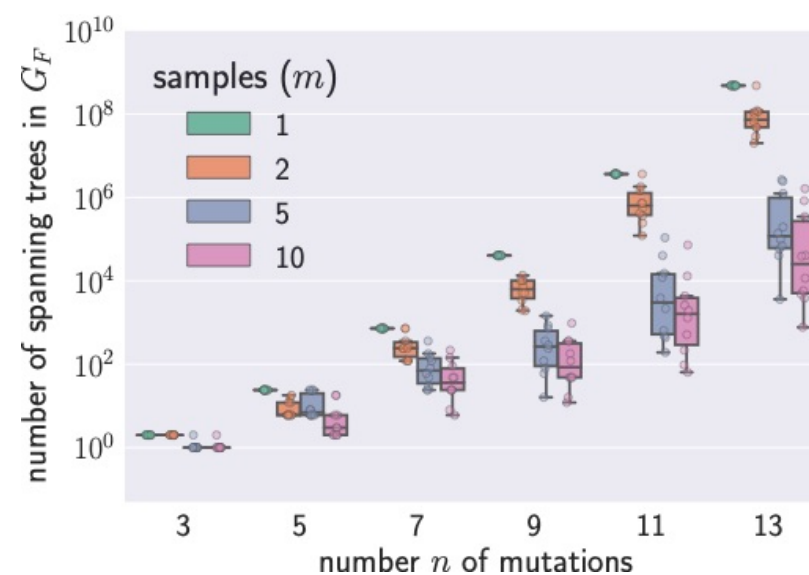 number of spanning trees in G_F
10^10
10^8
10^6
10^4
10^2
10^0
samples (m)
1
2
5
10
3 5 7 9 11 13
number n of mutations